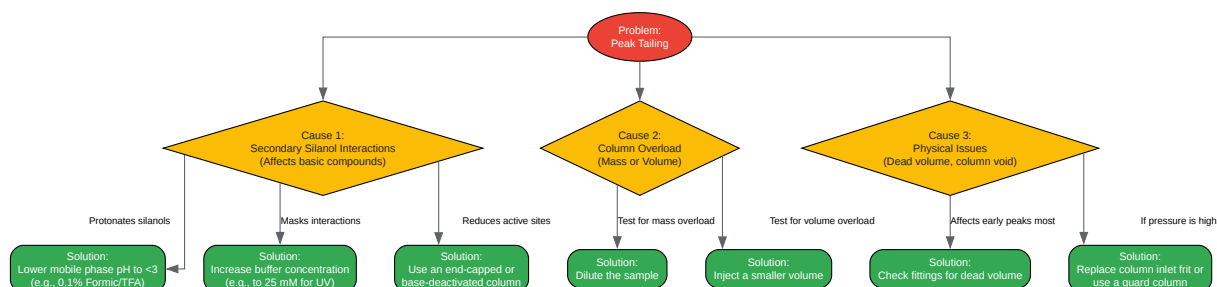 Problem:
Peak Tailing
Cause 1:
Secondary Silanol Interactions
(Affects basic compounds)
Cause 2:
Column Overload
(Mass or Volume)
Cause 3:
Physical Issues
(Dead volume, column void)
Protonates silanols
Masks interactions
Reduces active sites
Test for mass overload
Test for volume overload
Affects early peaks most
If pressure is high
Solution:
Lower mobile phase pH to <3
(e.g., 0.1% Formic/TFA)
Solution:
Increase buffer concentration
(e.g., to 25 mM for UV)
Solution:
Use an end-capped or
base-deactivated column
Solution:
Dilute the sample
Solution:
Inject a smaller volume
Solution:
Check fittings for dead volume
Solution:
Replace column inlet frit or
use a guard column